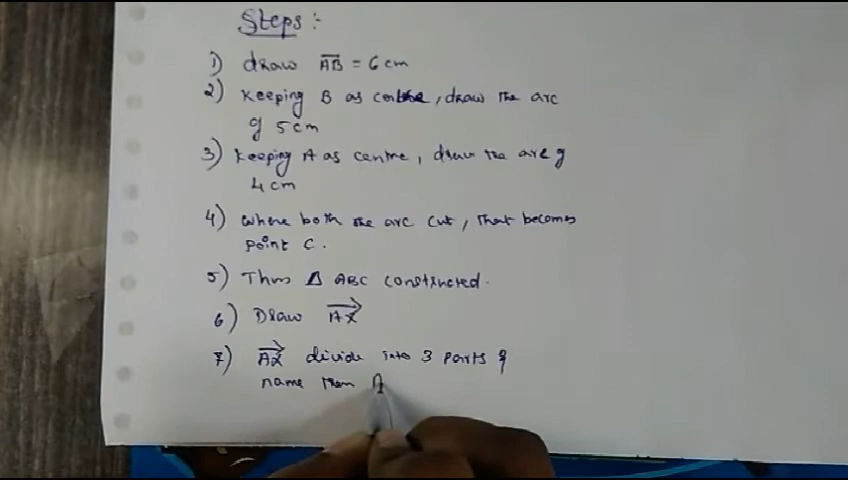 Steps :-
1) draw AB = 6 cm
2) Keeping B as centre, draw the arc
of 5 cm
3) Keeping A as centre, draw the arc of
4 cm
4) Where both the arc cut, that becomes
point C.
5) Thus Δ ABC constructed.
6) Draw AX
7) AX divide into 3 parts &
name them A